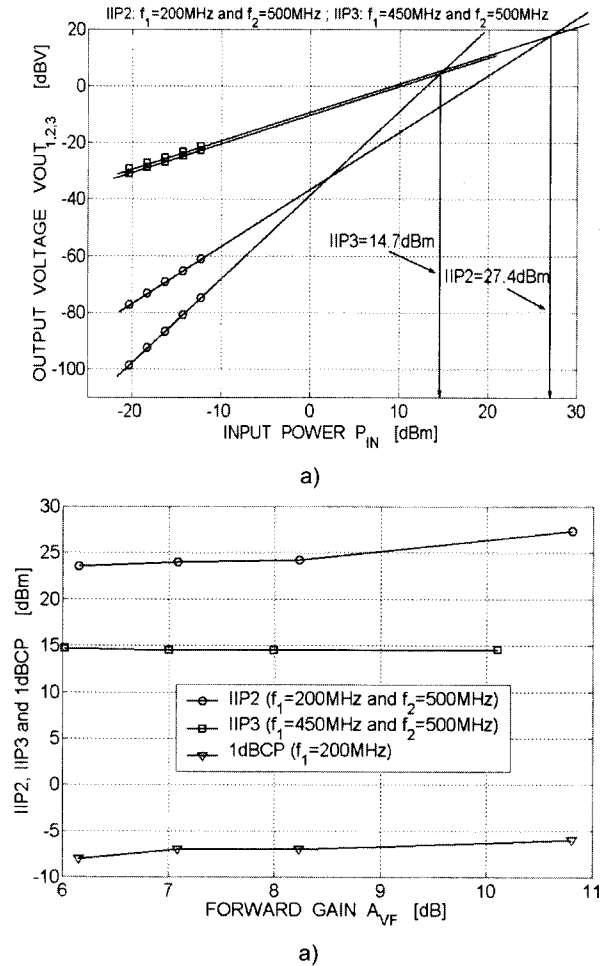 IIP2: f1=200MHz and f2=500MHz ; IIP3: f1=450MHz and f2=500MHz
OUTPUT VOLTAGE VOUT1,2,3 [dBV]
20
0
-20
-40
-60
-80
-100
IIP3=14.7dBm
IIP2=27.4dBm
-20 -10 0 10 20 30
INPUT POWER PIN [dBm]
a)
IIP2, IIP3 and 1dBCP [dBm]
30
25
20
15
10
5
0
-5
-10
IIP2 (f1=200MHz and f2=500MHz)
IIP3 (f1=450MHz and f2=500MHz)
1dBCP (f1=200MHz)
6 7 8 9 10 11
FORWARD GAIN AVF [dB]
a)